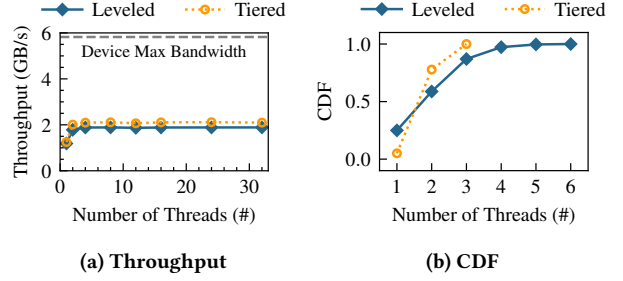 Leveled Tiered
Throughput (GB/s)
6
4
2
0
Device Max Bandwidth
0 10 20 30
Number of Threads (#)
(a) Throughput
Leveled Tiered
CDF
1.0
0.5
0.0
1 2 3 4 5 6
Number of Threads (#)
(b) CDF